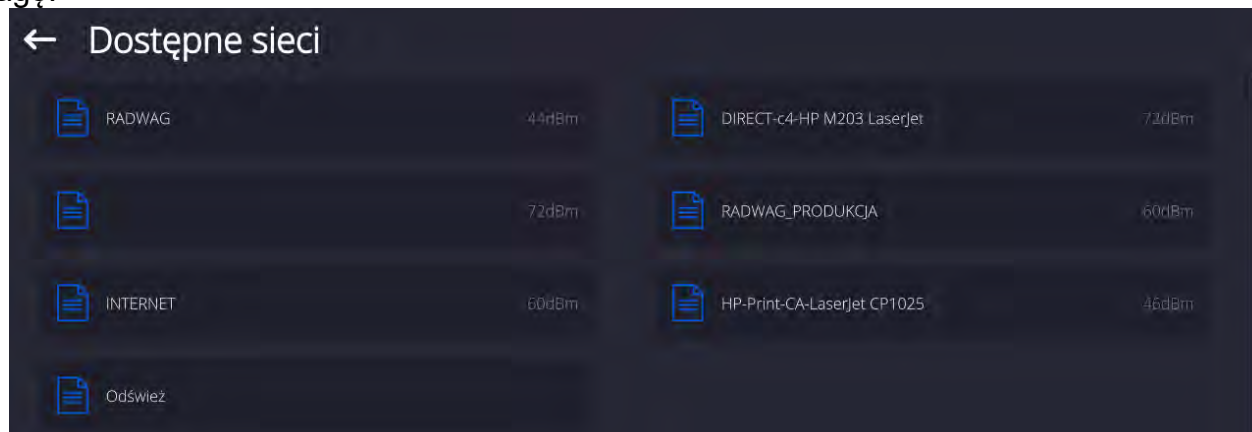 Dostępne sieci
RADWAG 44dBm
DIRECT-c4-HP M203 LaserJet 72dBm
72dBm
RADWAG_PRODUKCJA 60dBm
INTERNET 60dBm
HP-Print-CA-LaserJet CP1025 46dBm
Odśwież